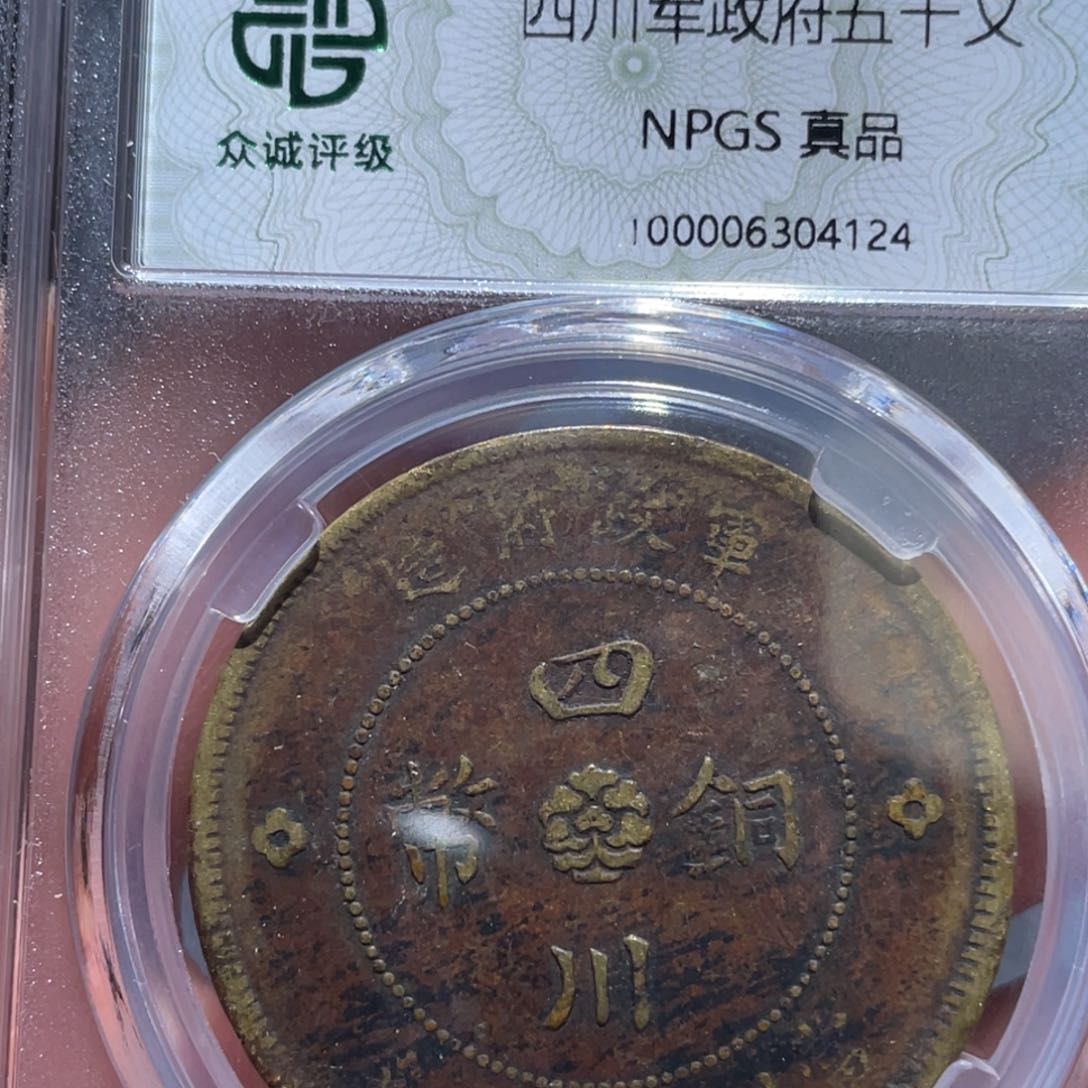 四川军政府五十文
NPGS 真品
100006304124
众诚评级
軍政府造
四川
銅幣